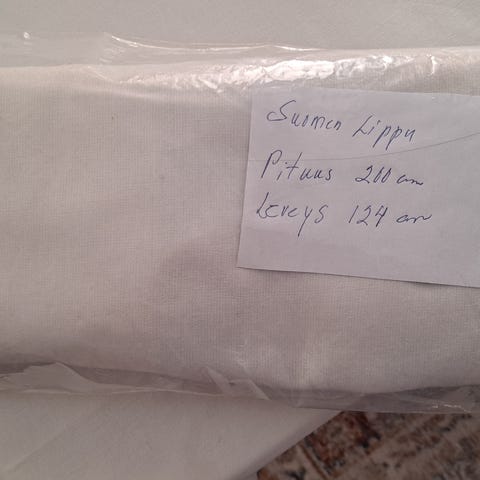 Suomen Lippu
Pituus 200 cm
Leveys 124 cm